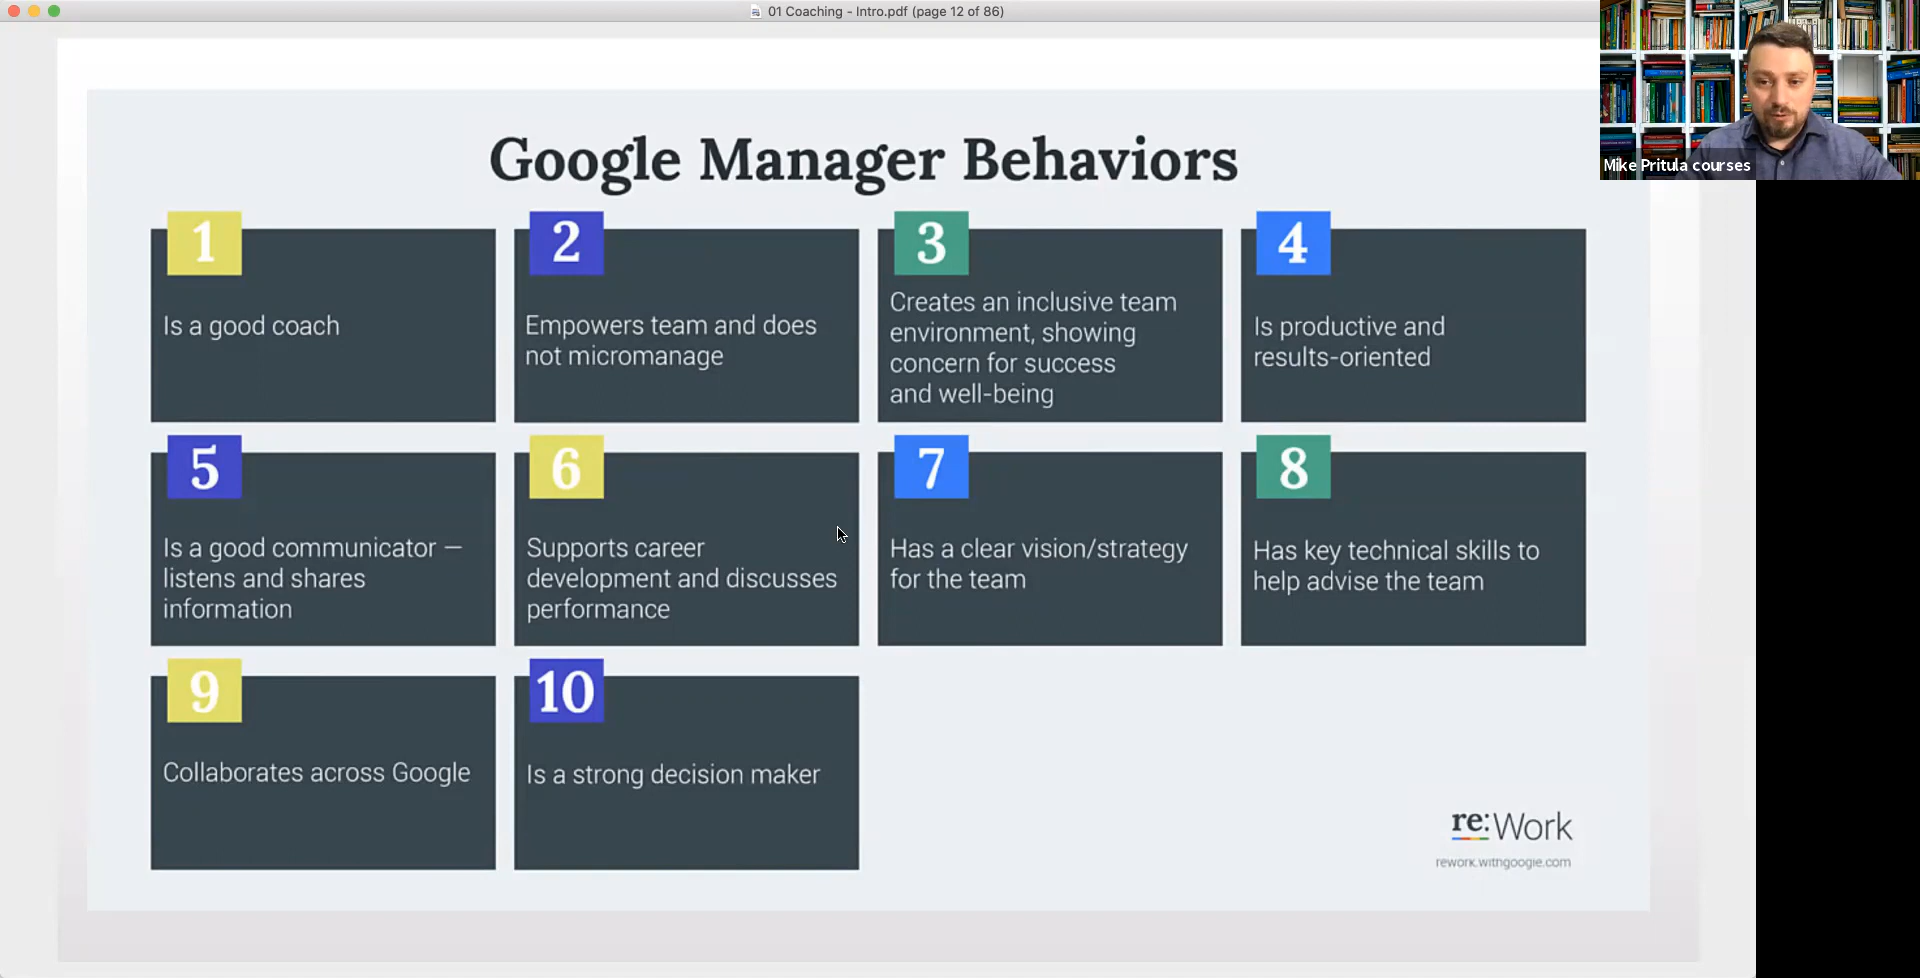 01 Coaching - Intro.pdf (page 12 of 86)
Mike Pritula courses
Google Manager Behaviors
1
Is a good coach
2
Empowers team and does
not micromanage
3
Creates an inclusive team
environment, showing
concern for success
and well-being
4
Is productive and
results-oriented
5
Is a good communicator —
listens and shares
information
6
Supports career
development and discusses
performance
7
Has a clear vision/strategy
for the team
8
Has key technical skills to
help advise the team
9
Collaborates across Google
10
Is a strong decision maker
re:Work
rework.withgoogle.com